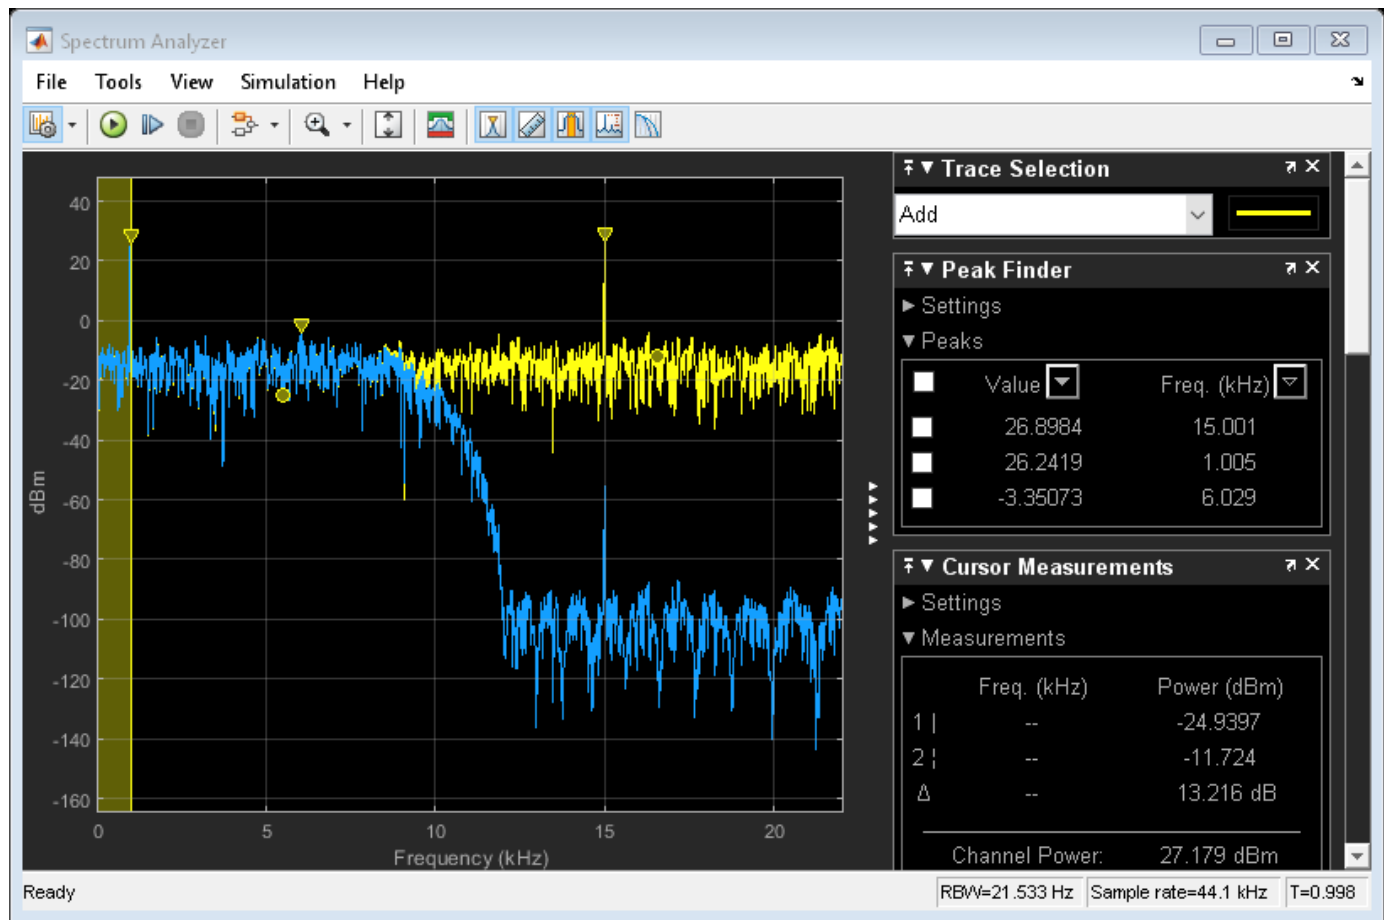 Spectrum Analyzer
File Tools View Simulation Help
40
20
0
-20
-40
-60
-80
-100
-120
-140
-160
dBm
0 5 10 15 20
Frequency (kHz)
Trace Selection
Add
Peak Finder
Settings
Peaks
Value Freq. (kHz)
26.8984 15.001
26.2419 1.005
-3.35073 6.029
Cursor Measurements
Settings
Measurements
Freq. (kHz) Power (dBm)
1 | -- -24.9397
2 ¦ -- -11.724
Δ -- 13.216 dB
Channel Power: 27.179 dBm
Ready RBW=21.533 Hz Sample rate=44.1 kHz T=0.998